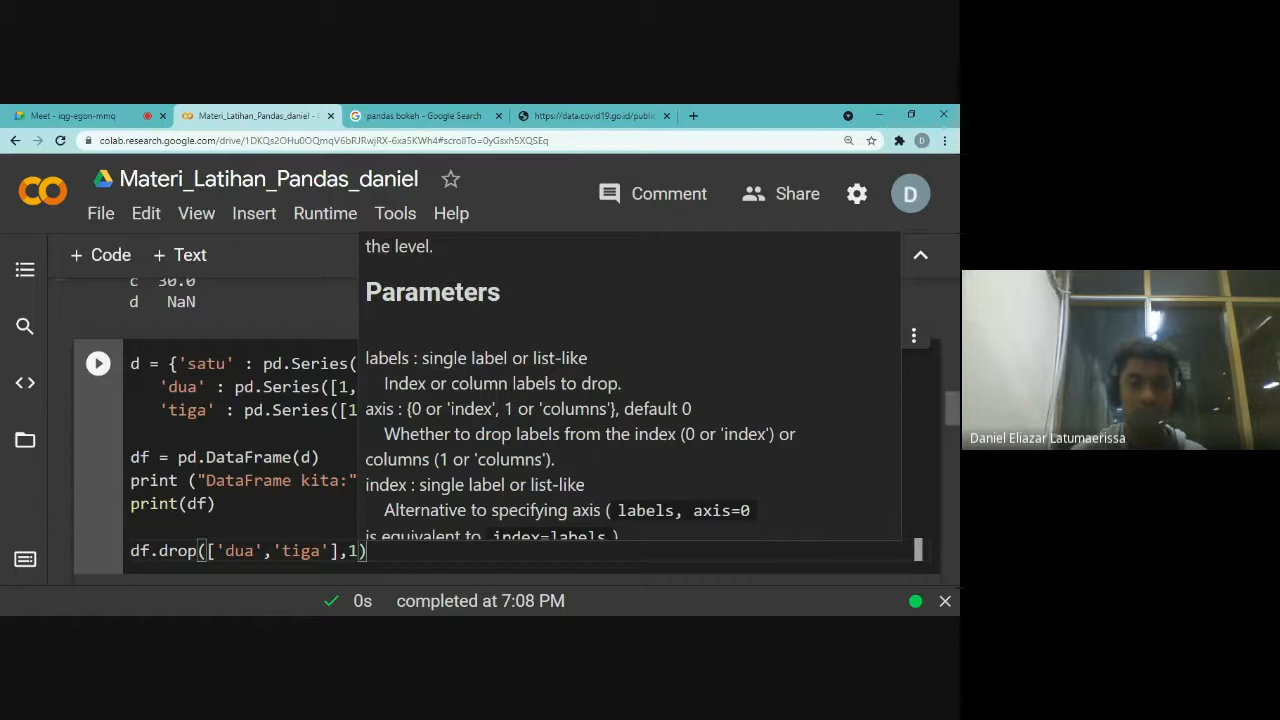 Meet - iqg-egon-mmq
Materi_Latihan_Pandas_daniel - C
pandas bokeh - Google Search
https://data.covid19.go.id/public
colab.research.google.com/drive/1DKQs2OHu0OQmqV6bRJRwjRX-6xa5KWh4#scrollTo=0yGsxh5XQSEq
Materi_Latihan_Pandas_daniel
Comment
Share
D
File Edit View Insert Runtime Tools Help
+ Code + Text
c 30.0
d NaN
the level.
Parameters
labels : single label or list-like
Index or column labels to drop.
axis : {0 or 'index', 1 or 'columns'}, default 0
Whether to drop labels from the index (0 or 'index') or
columns (1 or 'columns').
index : single label or list-like
Alternative to specifying axis ( labels, axis=0
is equivalent to index=labels )
d = {'satu' : pd.Series(
'dua' : pd.Series([1,
'tiga' : pd.Series([1
df = pd.DataFrame(d)
print ("DataFrame kita:"
print(df)
df.drop(['dua','tiga'],1)
0s completed at 7:08 PM
Daniel Eliazar Latumaerissa